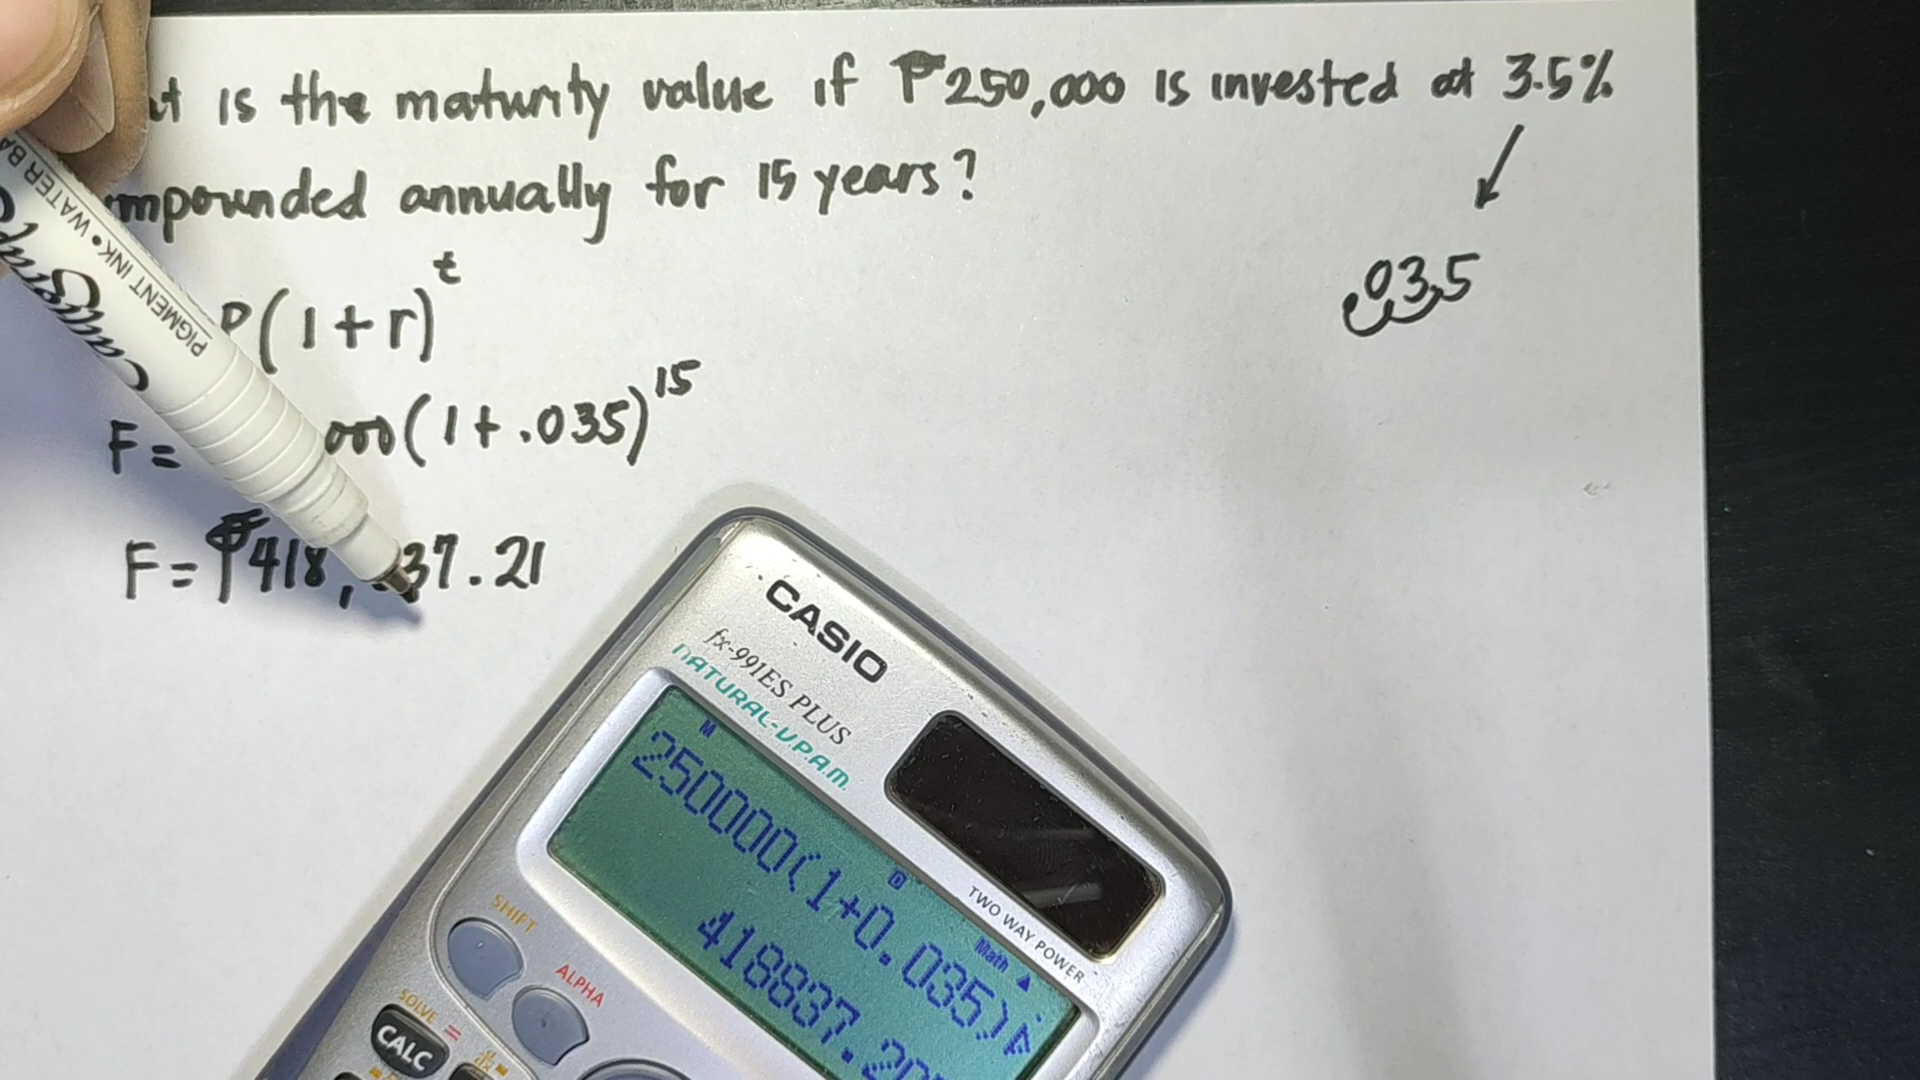 is the maturity value if ₱250,000 is invested at 3.5%
annually for 15 years?
.035
P(1+r)^t
F= 000(1+.035)^15
F=₱418, 37.21
PIGMENT INK • WATER
CASIO
fx-991ES PLUS
NATURAL-V.P.A.M.
TWO WAY POWER
M D Math ▲
250000(1+0.035)
418837.20
SHIFT
ALPHA
SOLVE =
CALC